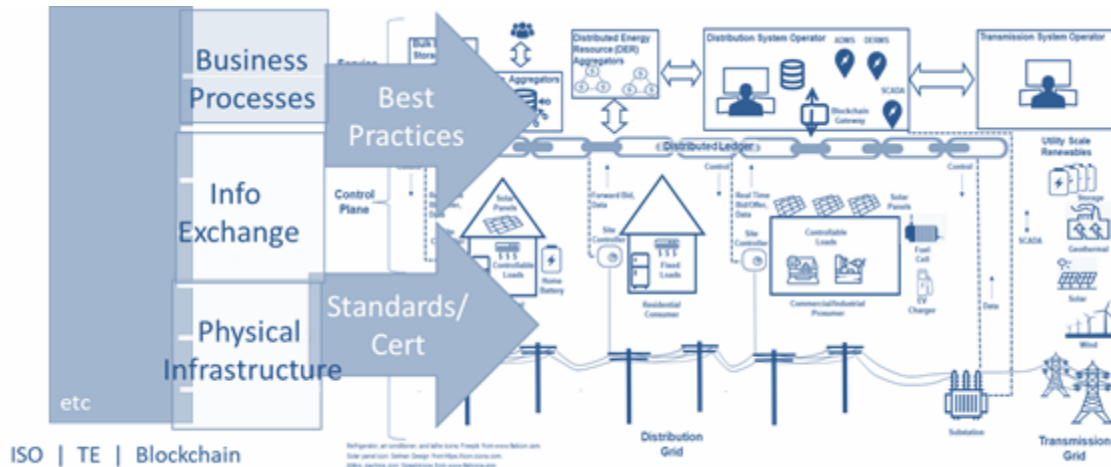 Business
Processes
Info
Exchange
Physical
Infrastructure
etc
Best
Practices
Standards/
Cert
ISO | TE | Blockchain
Control
Plane
Aggregators
Distributed Energy
Resource (DER)
Aggregators
Distribution System Operator
ADMS
DERMS
SCADA
Blockchain
Gateway
Transmission System Operator
Distributed Ledger
Solar
Panels
Controllable
Loads
Home
Battery
Forward Bid,
Data
Site
Controller
Fixed
Loads
Residential
Consumer
Control
Real Time
Bid/Offer,
Data
Site
Controller
Solar
Panels
Controllable
Loads
Commercial/Industrial
Prosumer
Fuel
Cell
EV
Charger
Control
Data
SCADA
Utility Scale
Renewables
Storage
Geothermal
Solar
Wind
Substation
Distribution
Grid
Transmission
Grid